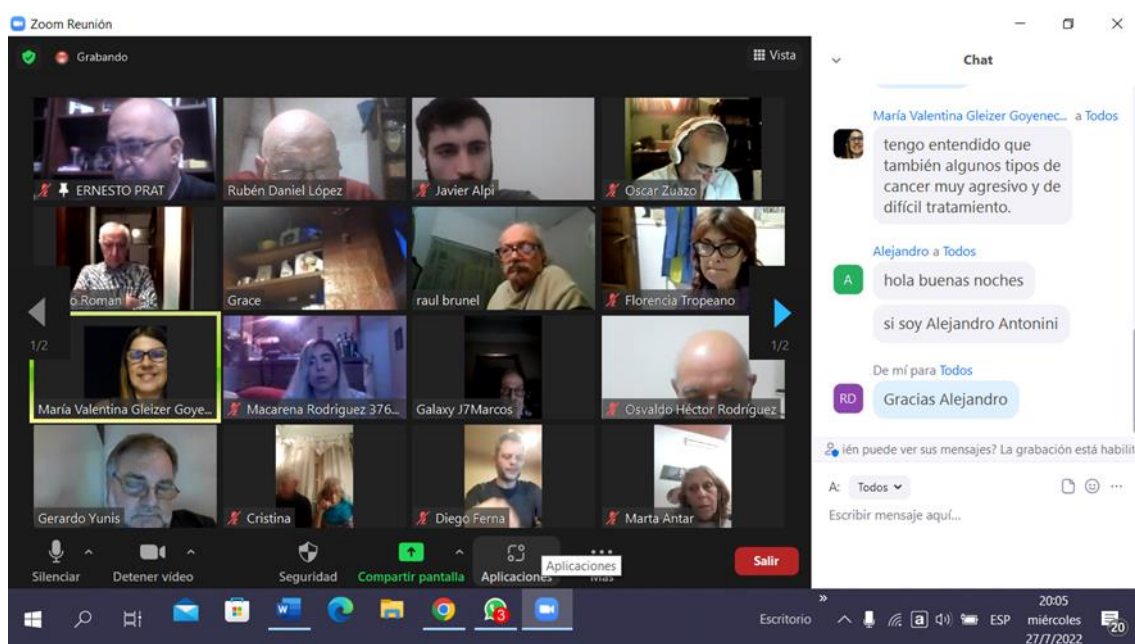 Zoom Reunión
Grabando
Vista
ERNESTO PRAT
Rubén Daniel López
Javier Alpi
Oscar Zuazo
o Roman
Grace
raul brunel
Florencia Tropeano
1/2
1/2
María Valentina Gleizer Goye...
Macarena Rodriguez 376...
Galaxy J7Marcos
Osvaldo Héctor Rodríguez
Gerardo Yunis
Cristina
Diego Ferna
Marta Antar
Silenciar
Detener vídeo
Seguridad
Compartir pantalla
Aplicaciones
Aplicaciones
Más
Salir
Chat
María Valentina Gleizer Goyenec... a Todos
tengo entendido que
también algunos tipos de
cancer muy agresivo y de
difícil tratamiento.
Alejandro a Todos
A
hola buenas noches
si soy Alejandro Antonini
De mí para Todos
RD
Gracias Alejandro
ién puede ver sus mensajes? La grabación está habilit
A: Todos
Escribir mensaje aquí...
Escritorio
ESP
20:05
miércoles
27/7/2022
3
20